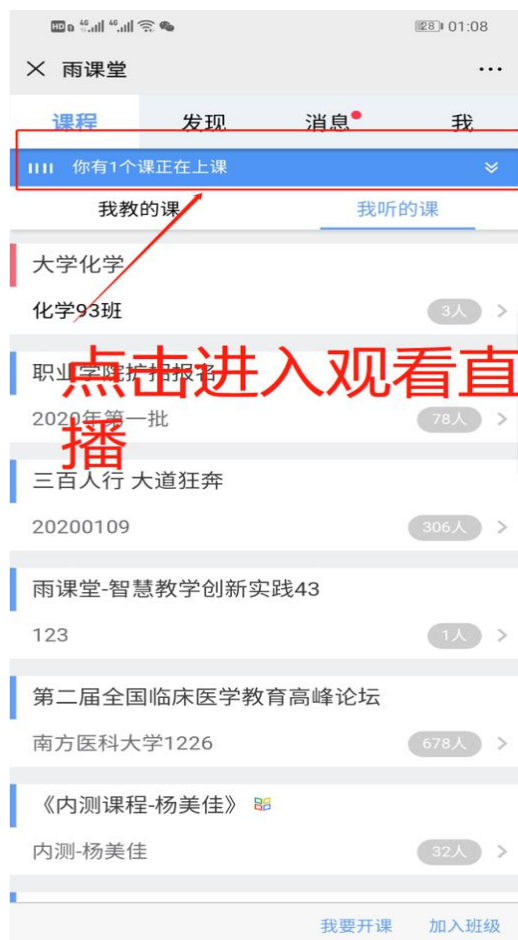 HD 4G 4G 28 01:08
雨课堂
课程 发现 消息 我
你有1个课正在上课
我教的课 我听的课
大学化学
化学93班 3人
职业学院扩招报名
2020年第一批 78人
点击进入观看直
播
三百人行 大道狂奔
20200109 306人
雨课堂-智慧教学创新实践43
123 1人
第二届全国临床医学教育高峰论坛
南方医科大学1226 678人
《内测课程-杨美佳》
内测-杨美佳 32人
我要开课 加入班级